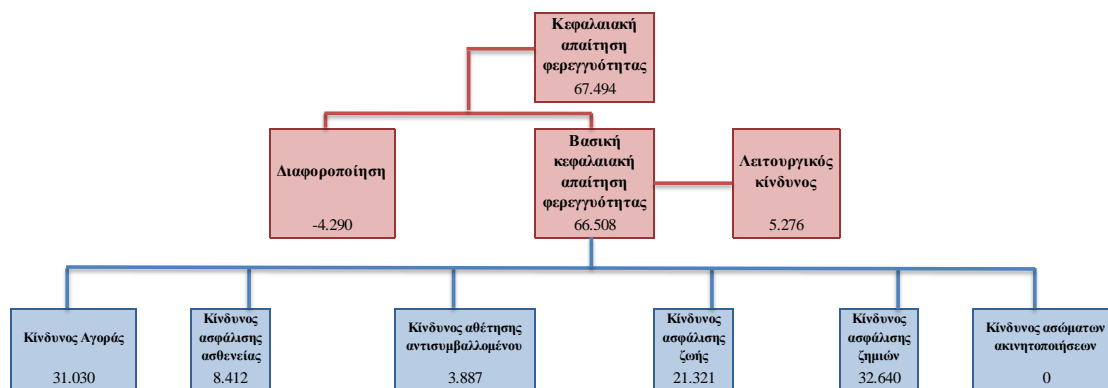 Κεφαλαιακή
απαίτηση
φερεγγυότητας
67.494
Διαφοροποίηση
-4.290
Βασική
κεφαλαιακή
απαίτηση
φερεγγυότητας
66.508
Λειτουργικός
κίνδυνος
5.276
Κίνδυνος Αγοράς
31.030
Κίνδυνος
ασφάλισης
ασθενείας
8.412
Κίνδυνος αθέτησης
αντισυμβαλλομένου
3.887
Κίνδυνος
ασφάλισης
ζωής
21.321
Κίνδυνος
ασφάλισης
ζημιών
32.640
Κίνδυνος ασώματων
ακινητοποιήσεων
0